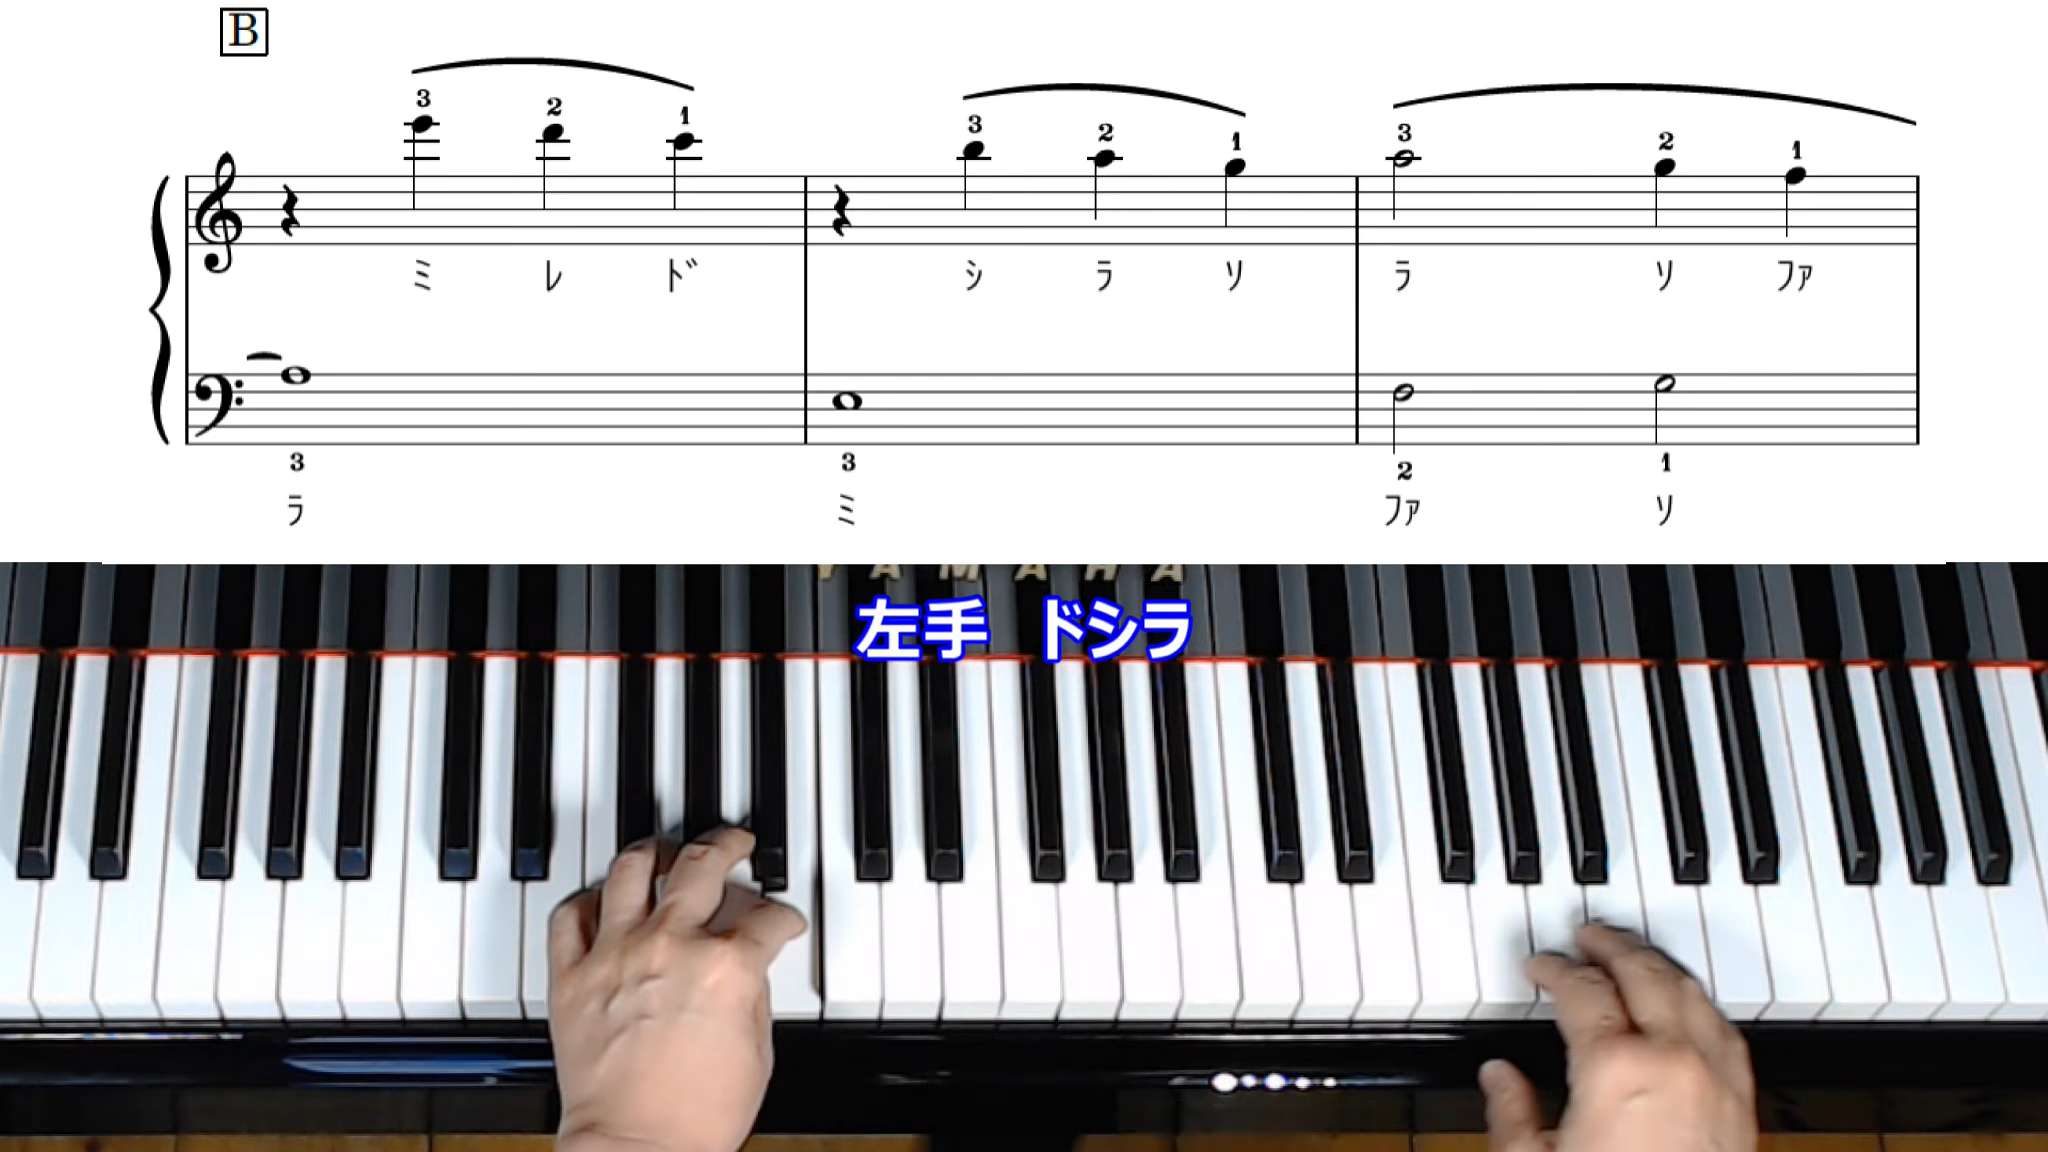 B
3 2 1 3 2 1 3 2 1
ミ レ ド シ ラ ソ ラ ソ ファ
3 3 2 1
ラ ミ ファ ソ
YAMAHA
左手 ドシラ